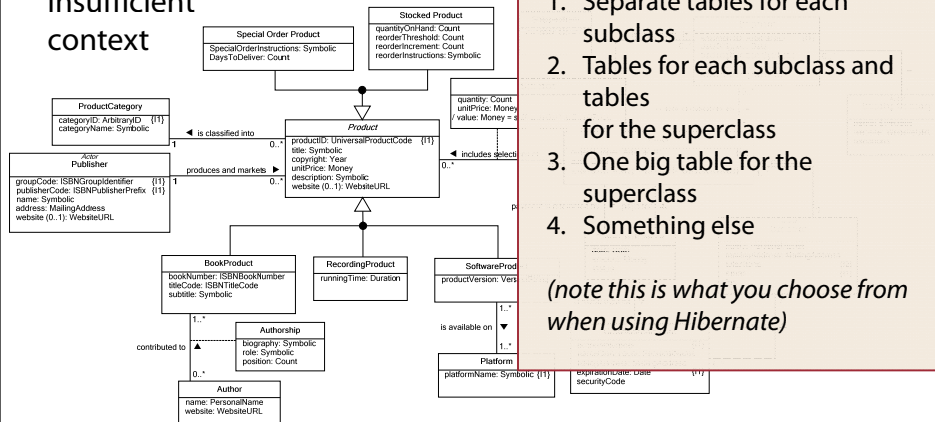 insufficient
context
Special Order Product
SpecialOrderInstructions: Symbolic
DaysToDeliver: Count
Stocked Product
quantityOnHand: Count
reorderThreshold: Count
reorderIncrement: Count
reorderInstructions: Symbolic
ProductCategory
categoryID: ArbitraryID {I1}
categoryName: Symbolic
◄ is classified into
1
0..*
Product
productID: UniversalProductCode {I1}
title: Symbolic
copyright: Year
unitPrice: Money
description: Symbolic
website (0..1): WebsiteURL
quantity: Count
unitPrice: Money
/ value: Money = s
◄ includes selecti
0..*
pa
Actor
Publisher
groupCode: ISBNGroupIdentifier {I1}
publisherCode: ISBNPublisherPrefix {I1}
name: Symbolic
address: MailingAddress
website (0..1): WebsiteURL
produces and markets ►
1
0..*
BookProduct
bookNumber: ISBNBookNumber
titleCode: ISBNTitleCode
subtitle: Symbolic
RecordingProduct
runningTime: Duration
SoftwareProd
productVersion: Vers
1..*
is available on ▼
1..*
Platform
platformName: Symbolic {I1}
1..*
contributed to ▲
0..*
Authorship
biography: Symbolic
role: Symbolic
position: Count
Author
name: PersonalName
website: WebsiteURL
expirationDate: Date {I1}
securityCode
1. Separate tables for each
subclass
2. Tables for each subclass and
tables
for the superclass
3. One big table for the
superclass
4. Something else
(note this is what you choose from
when using Hibernate)